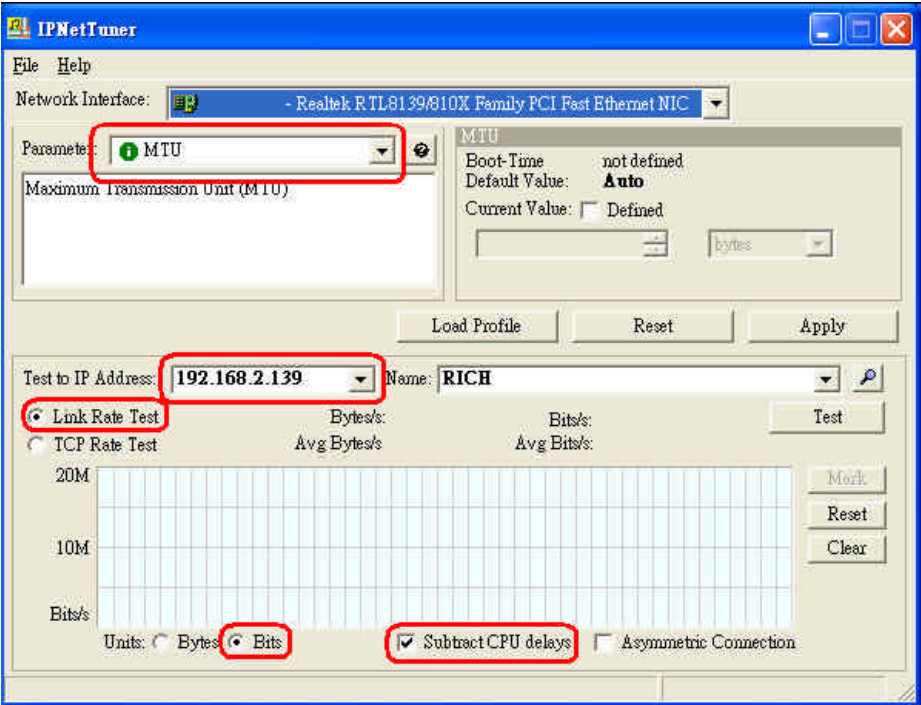 IPNetTuner
File Help
Network Interface: - Realtek RTL8139/810X Family PCI Fast Ethernet NIC
Parameter: MTU
Maximum Transmission Unit (MTU)
MTU
Boot-Time not defined
Default Value: Auto
Current Value: Defined
bytes
Load Profile Reset Apply
Test to IP Address: 192.168.2.139 Name: RICH
Link Rate Test Bytes/s: Bits/s: Test
TCP Rate Test Avg Bytes/s Avg Bits/s:
20M Mark
Reset
10M Clear
Bits/s
Units: Bytes Bits Subtract CPU delays Asymmetric Connection